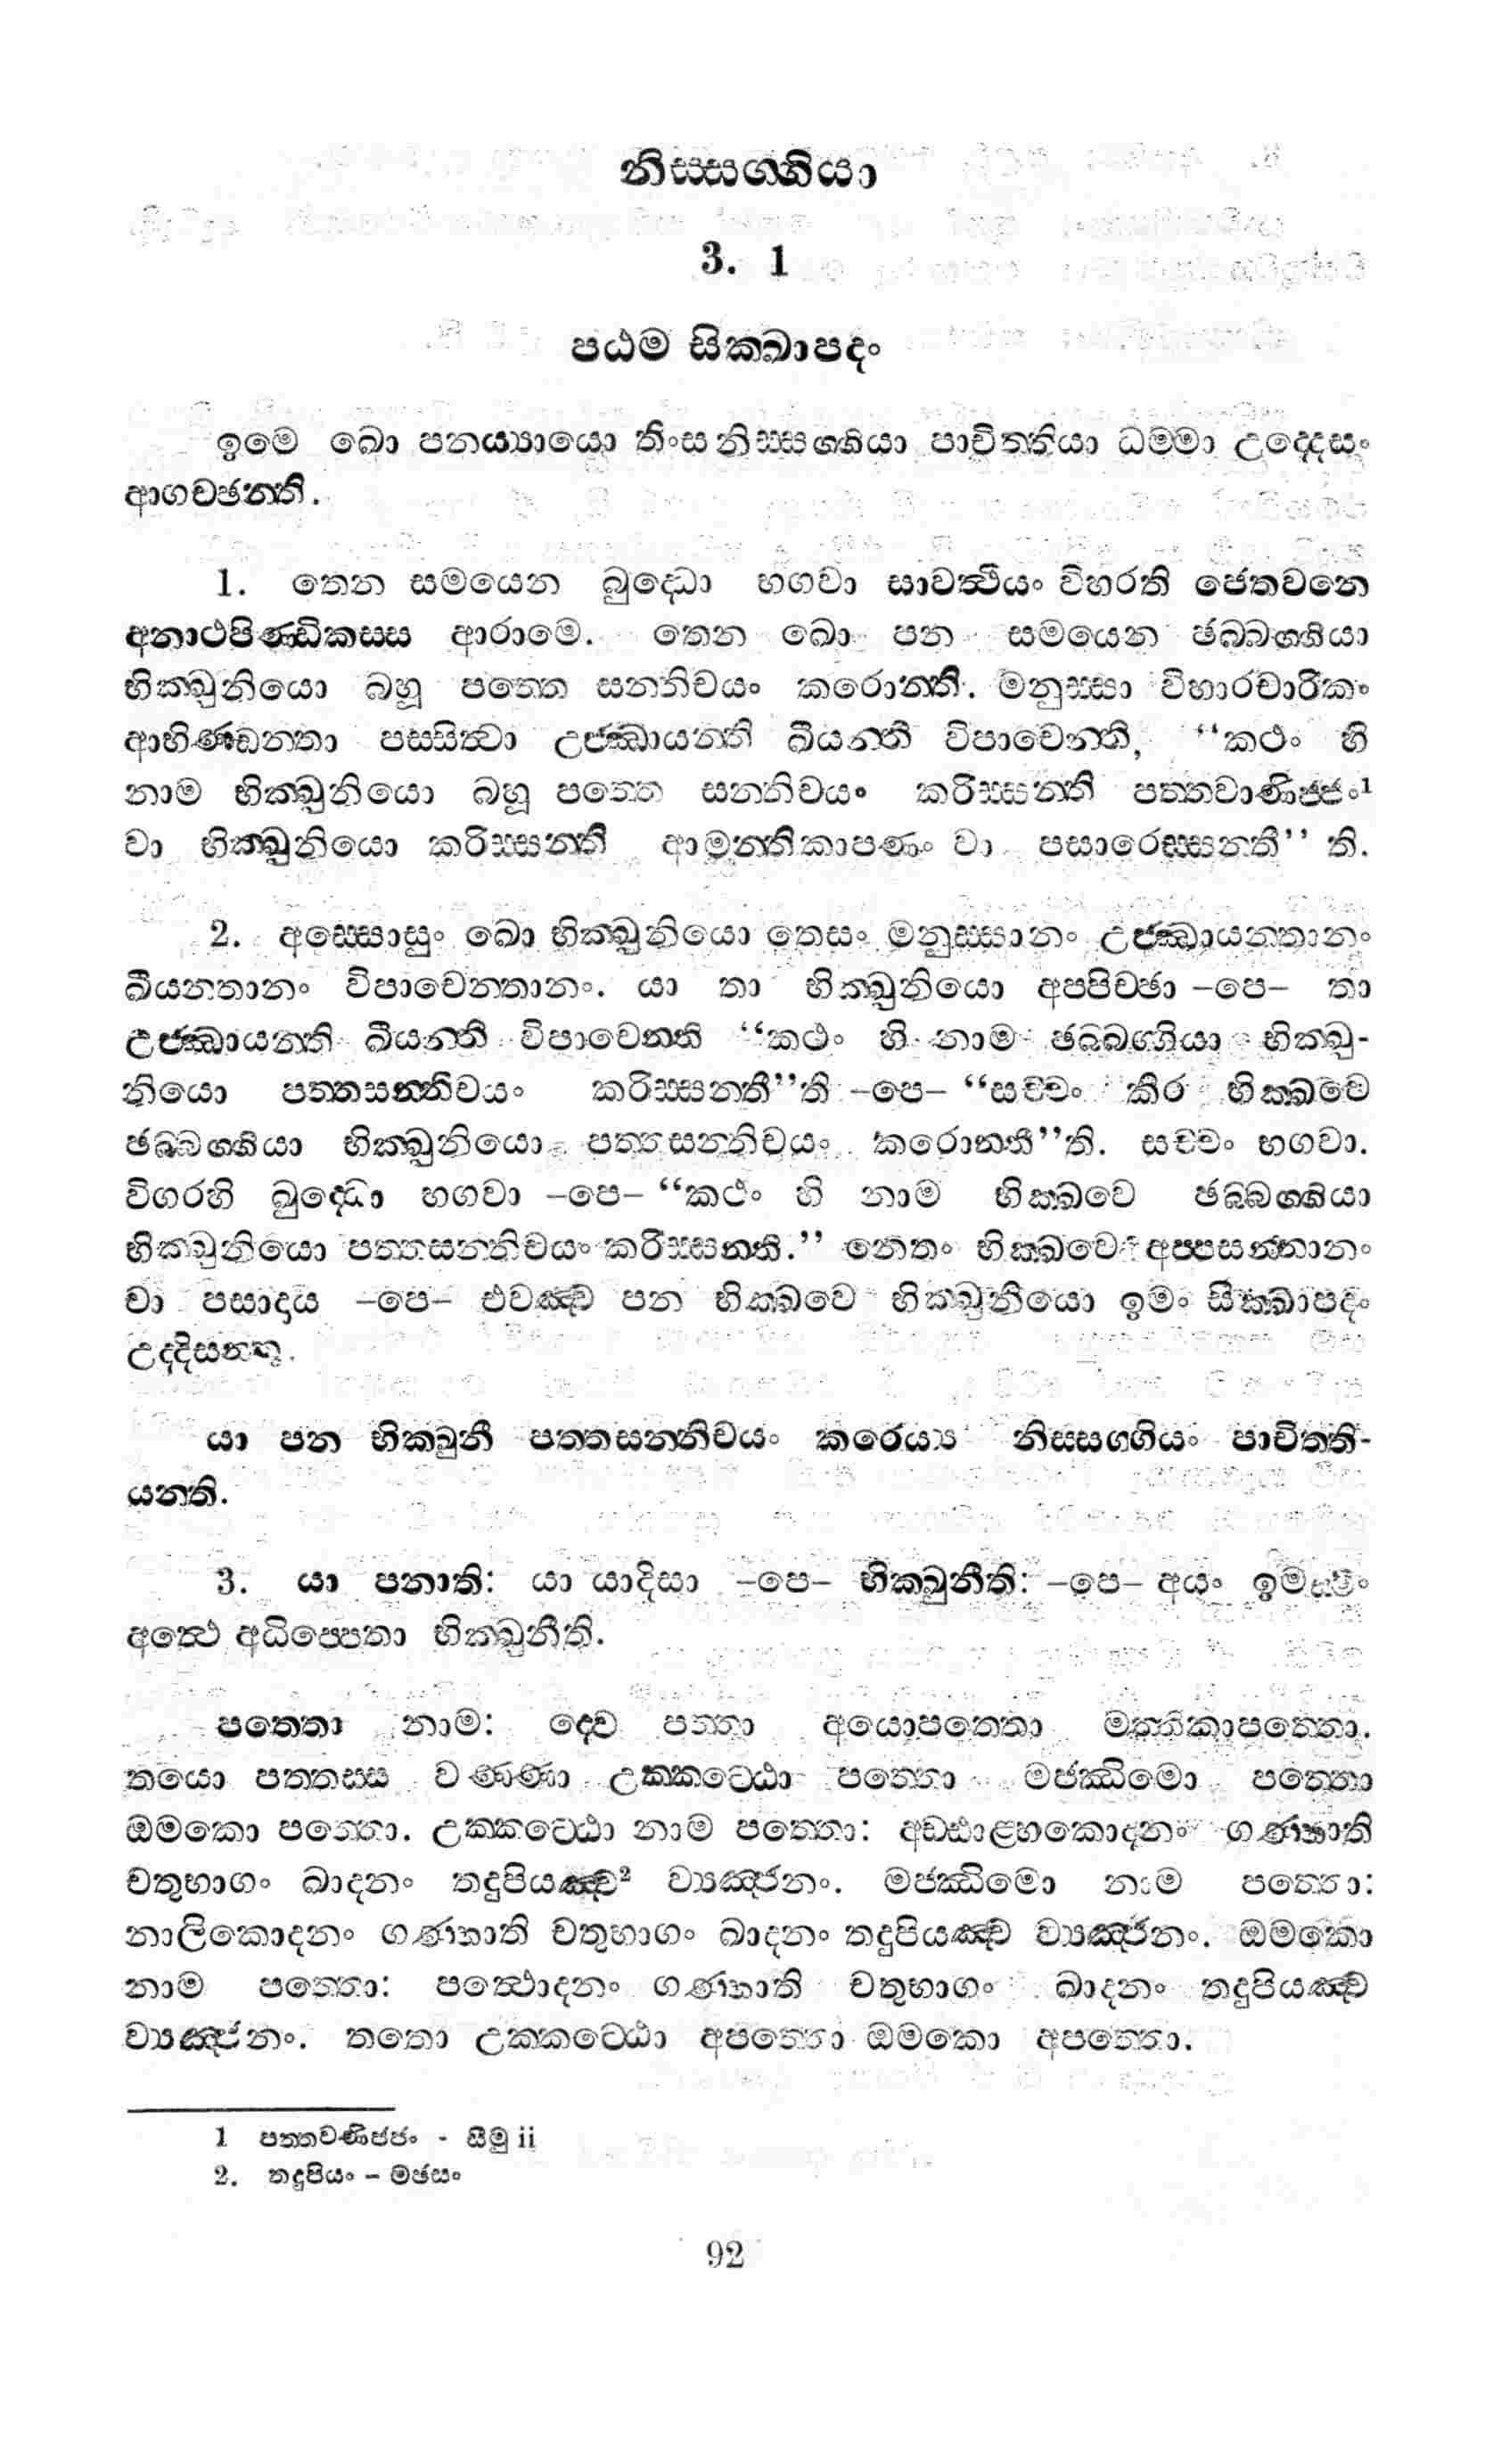 නිස්සග්ගියා
3. 1
පඨම සික්ඛාපදං
ඉමෙ ඛො පනය්‍යායො තිංස නිස්සග්ගියා පාචිත්තියා ධම්මා උද්දෙසං
ආගච්ඡන්ති.
1. තෙන සමයෙන බුද්ධො භගවා සාවත්ථියං විහරති ජෙතවනෙ
අනාථපිණ්ඩිකස්ස ආරාමෙ. තෙන ඛො පන සමයෙන ඡබ්බග්ගියා
භික්ඛුනියො බහූ පත්තෙ සන්නිචයං කරොන්ති. මනුස්සා විහාරචාරිකං
ආහිණ්ඩන්තා පස්සිත්වා උජ්ඣායන්ති ඛීයන්ති විපාචෙන්ති, “කථං හි
නාම භික්ඛුනියො බහූ පත්තෙ සන්නිචයං කරිස්සන්ති පත්තවාණිජ්ජං1
වා භික්ඛුනියො කරිස්සන්ති ආමන්තිකාපණං වා පසාරෙස්සන්තී” ති.
2. අස්සොසුං ඛො භික්ඛුනියො තෙසං මනුස්සානං උජ්ඣායන්තානං
ඛීයන්තානං විපාචෙන්තානං. යා තා භික්ඛුනියො අප්පිච්ඡා –පෙ– තා
උජ්ඣායන්ති ඛීයන්ති විපාචෙන්ති “කථං හි නාම ඡබ්බග්ගියා භික්ඛු-
නියො පත්තසන්නිචයං කරිස්සන්තී”ති –පෙ– “සච්චං කිර භික්ඛවෙ
ඡබ්බග්ගියා භික්ඛුනියො පත්තසන්නිචයං කරොන්තී”ති. සච්චං භගවා.
විගරහි බුද්ධො භගවා –පෙ– “කථං හි නාම භික්ඛවෙ ඡබ්බග්ගියා
භික්ඛුනියො පත්තසන්නිචයං කරිස්සන්ති.” නෙතං භික්ඛවෙ අප්පසන්නානං
වා පසාදාය –පෙ– එවඤ්ච පන භික්ඛවෙ භික්ඛුනියො ඉමං සික්ඛාපදං
උද්දිසන්තු.
යා පන භික්ඛුනී පත්තසන්නිචයං කරෙය්‍ය නිස්සග්ගියං පාචිත්ති-
යන්ති.
3. යා පනාති: යා යාදිසා –පෙ– භික්ඛුනීති: –පෙ– අයං ඉමස්මිං
අත්ථෙ අධිප්පෙතා භික්ඛුනීති.
පත්තො නාම: ද්වෙ පත්තා අයොපත්තො මත්තිකාපත්තො.
තයො පත්තස්ස වණ්ණා උක්කට්ඨො පත්තො මජ්ඣිමො පත්තො
ඔමකො පත්තො. උක්කට්ඨො නාම පත්තො: අඩ්ඪාළ්හකොදනං ගණ්හාති
චතුභාගං ඛාදනං තදුපියඤ්ච2 ව්‍යඤ්ජනං. මජ්ඣිමො නාම පත්තො:
නාලිකොදනං ගණ්හාති චතුභාගං ඛාදනං තදුපියඤ්ච ව්‍යඤ්ජනං. ඔමකො
නාම පත්තො: පත්ථොදනං ගණ්හාති චතුභාගං ඛාදනං තදුපියඤ්ච
ව්‍යඤ්ජනං. තතො උක්කට්ඨො අපත්තො ඔමකො අපත්තො.
1 පත්තවණිජ්ජං - සීමු ii
2. තදූපියං – මඡසං
92